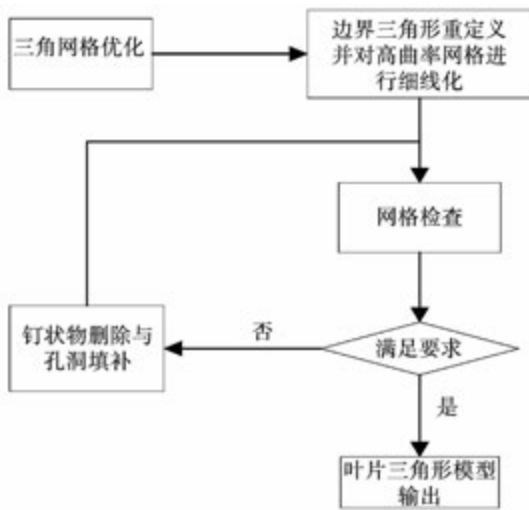 三角网格优化
边界三角形重定义
并对高曲率网格进
行细线化
网格检查
钉状物删除与
孔洞填补
否
满足要求
是
叶片三角形模型
输出